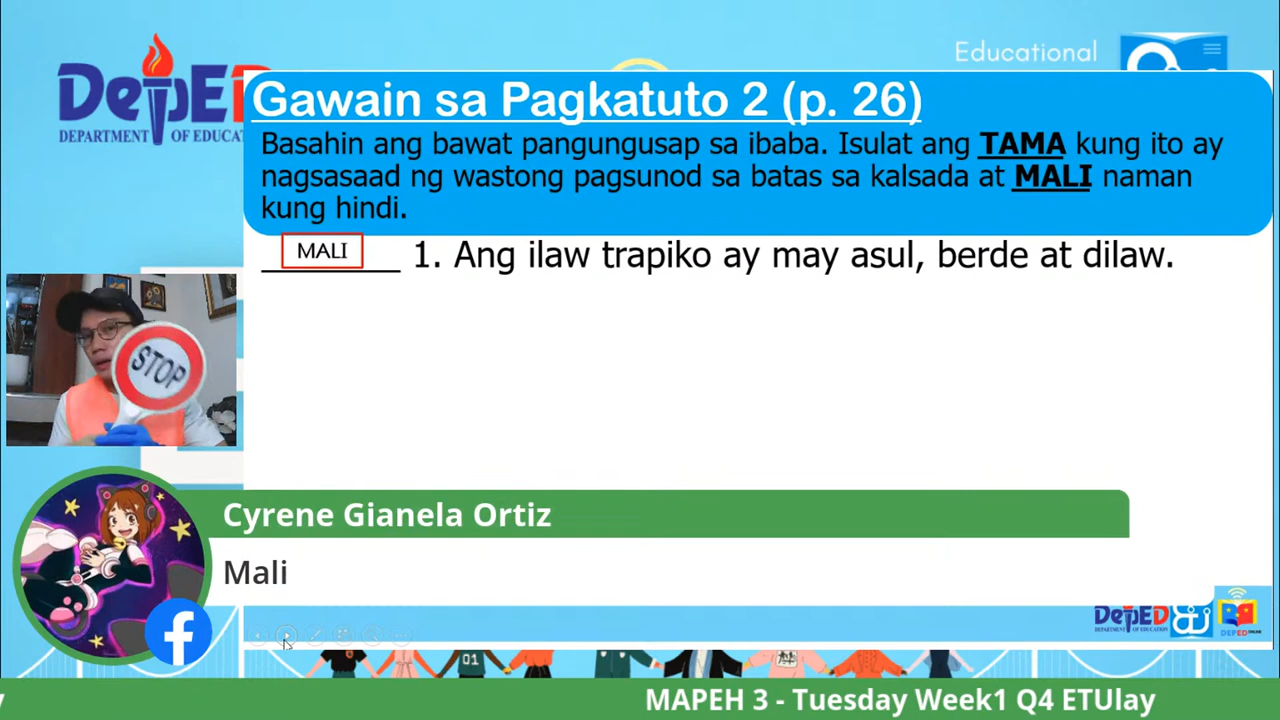 Educational
DepED
DEPARTMENT OF EDUCA
Gawain sa Pagkatuto 2 (p. 26)
Basahin ang bawat pangungusap sa ibaba. Isulat ang TAMA kung ito ay
nagsasaad ng wastong pagsunod sa batas sa kalsada at MALI naman
kung hindi.
MALI 1. Ang ilaw trapiko ay may asul, berde at dilaw.
STOP
Cyrene Gianela Ortiz
Mali
DepED
DEPARTMENT OF EDUCATION
DEPED ONLINE
01
MAPEH 3 - Tuesday Week1 Q4 ETUlay